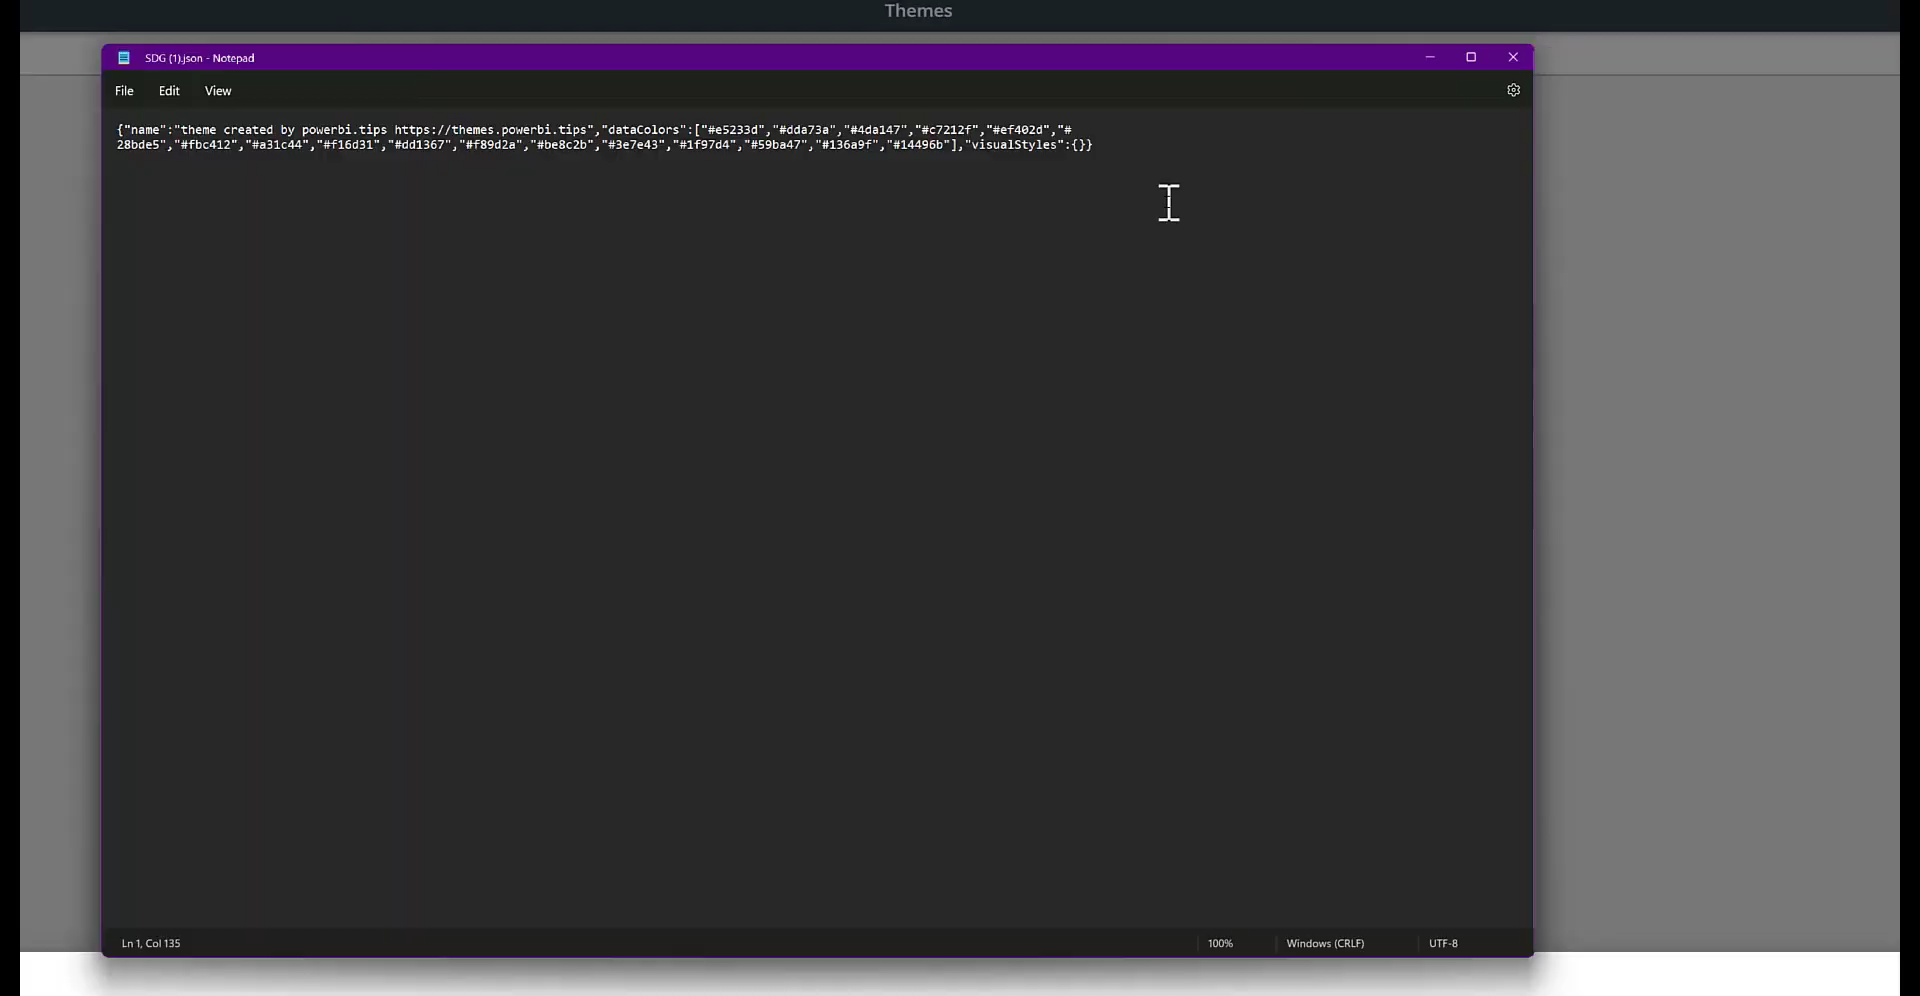 Themes
SDG (1).json - Notepad
File Edit View
{"name":"theme created by powerbi.tips https://themes.powerbi.tips","dataColors":["#e5233d","#dda73a","#4da147","#c7212f","#ef402d","#
28bde5","#fbc412","#a31c44","#f16d31","#dd1367","#f89d2a","#be8c2b","#3e7e43","#1f97d4","#59ba47","#136a9f","#14496b"],"visualStyles":{}}
Ln 1, Col 135 100% Windows (CRLF) UTF-8